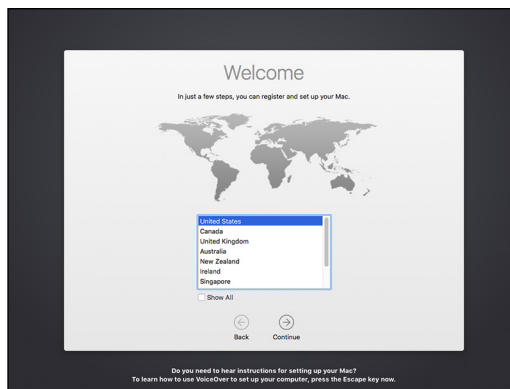 Welcome
In just a few steps, you can register and set up your Mac.
United States
Canada
United Kingdom
Australia
New Zealand
Ireland
Singapore
Show All
Back
Continue
Do you need to hear instructions for setting up your Mac?
To learn how to use VoiceOver to set up your computer, press the Escape key now.